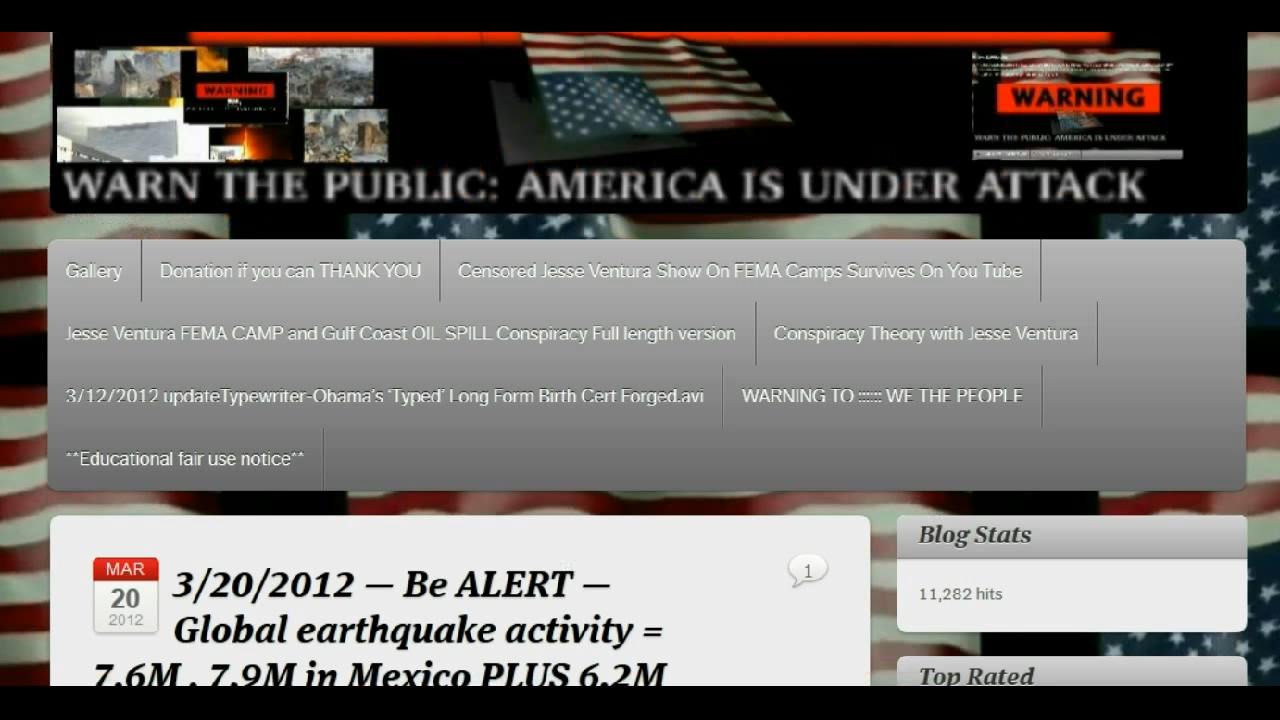 WARNING
WARNING
WARN THE PUBLIC: AMERICA IS UNDER ATTACK
WARN THE PUBLIC: AMERICA IS UNDER ATTACK
Gallery
Donation if you can THANK YOU
Censored Jesse Ventura Show On FEMA Camps Survives On You Tube
Jesse Ventura FEMA CAMP and Gulf Coast OIL SPILL Conspiracy Full length version
Conspiracy Theory with Jesse Ventura
3/12/2012 updateTypewriter-Obama's 'Typed' Long Form Birth Cert Forged.avi
WARNING TO :::::: WE THE PEOPLE
**Educational fair use notice**
MAR
20
2012
3/20/2012 — Be ALERT —
Global earthquake activity =
7.6M , 7.9M in Mexico PLUS 6.2M
1
Blog Stats
11,282 hits
Top Rated